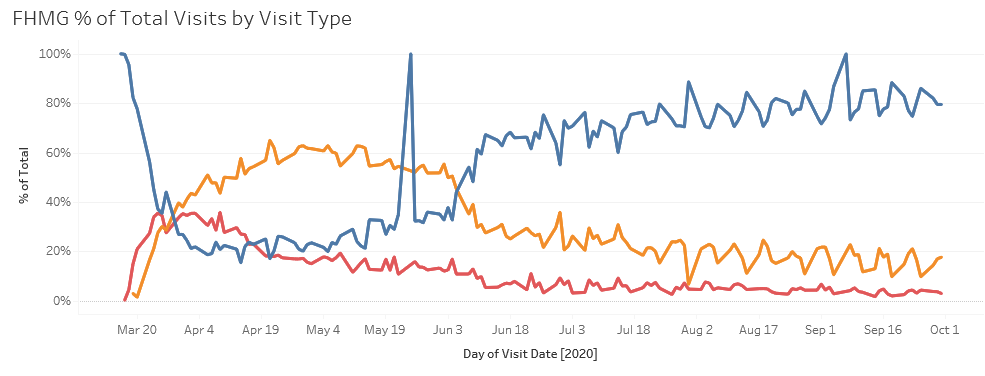 FHMG % of Total Visits by Visit Type
100%
80%
60%
40%
20%
0%
% of Total
Mar 20 Apr 4 Apr 19 May 4 May 19 Jun 3 Jun 18 Jul 3 Jul 18 Aug 2 Aug 17 Sep 1 Sep 16 Oct 1
Day of Visit Date [2020]